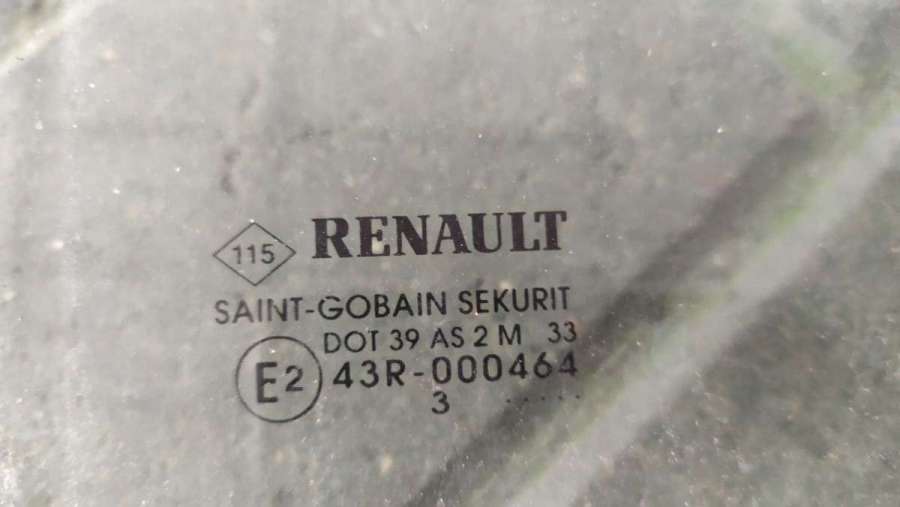 115 RENAULT
SAINT-GOBAIN SEKURIT
DOT 39 AS 2 M 33
E2 43R-000464
3 .....